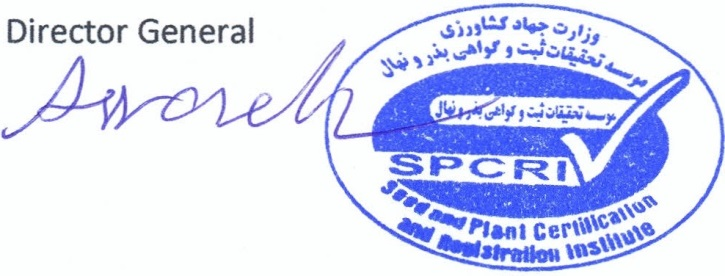 Director General
وزارت جهاد کشاورزی
موسسه تحقیقات ثبت و گواهی بذر و نهال
موسسه تحقیقات ثبت و گواهی بذر و نهال
SPCRI
Seed and Plant Certification
and Registration Institute